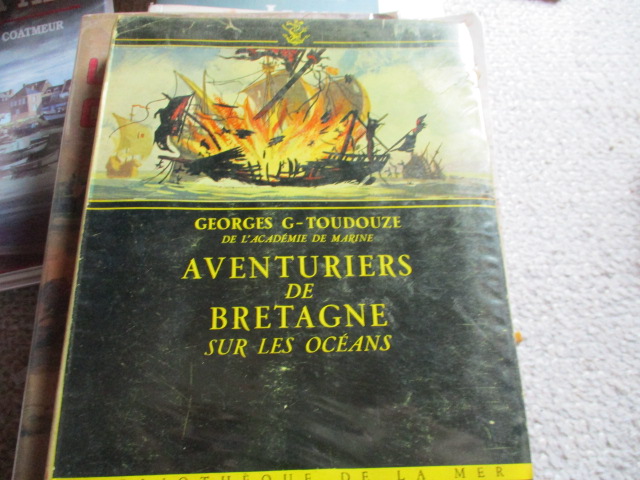 COATMEUR
GEORGES G-TOUDOUZE
DE L'ACADÉMIE DE MARINE
AVENTURIERS
DE
BRETAGNE
SUR LES OCÉANS
DE LA MER